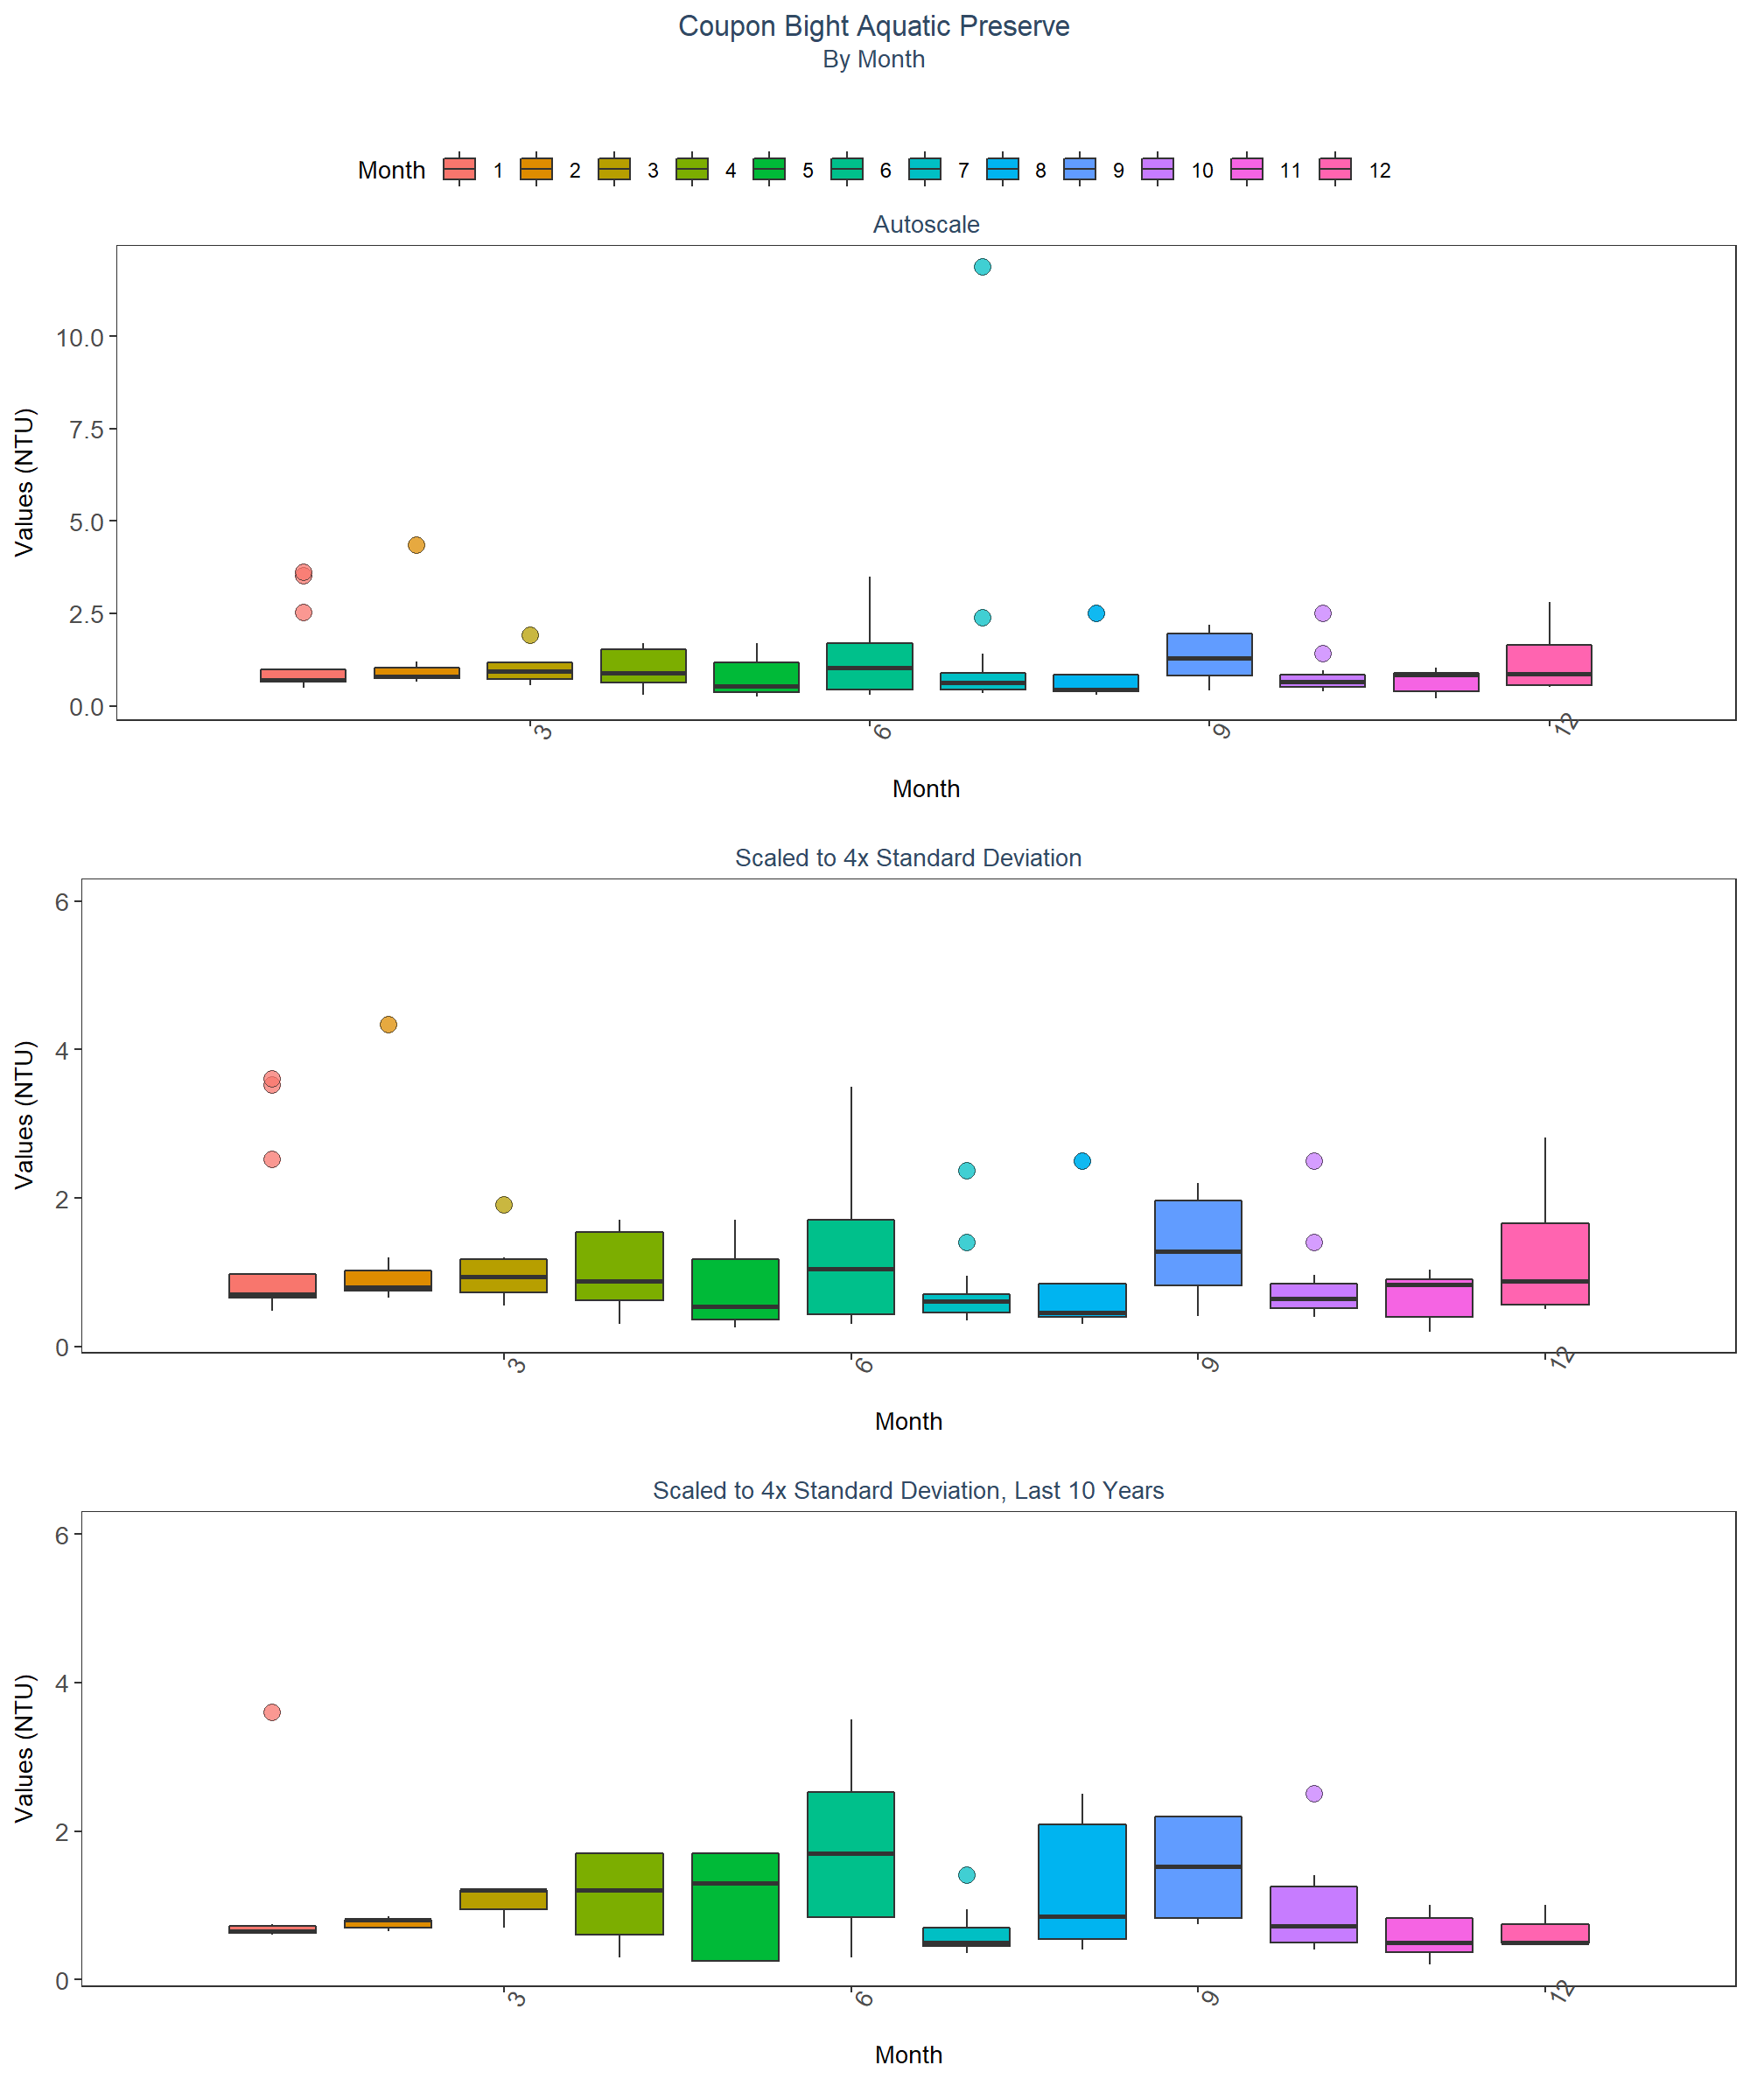 Coupon Bight Aquatic Preserve
By Month
Month 1 2 3 4 5 6 7 8 9 10 11 12
Autoscale
Values (NTU)
10.0
7.5
5.0
2.5
0.0
3 6 9 12
Month
Scaled to 4x Standard Deviation
Values (NTU)
6
4
2
0
3 6 9 12
Month
Scaled to 4x Standard Deviation, Last 10 Years
Values (NTU)
6
4
2
0
3 6 9 12
Month